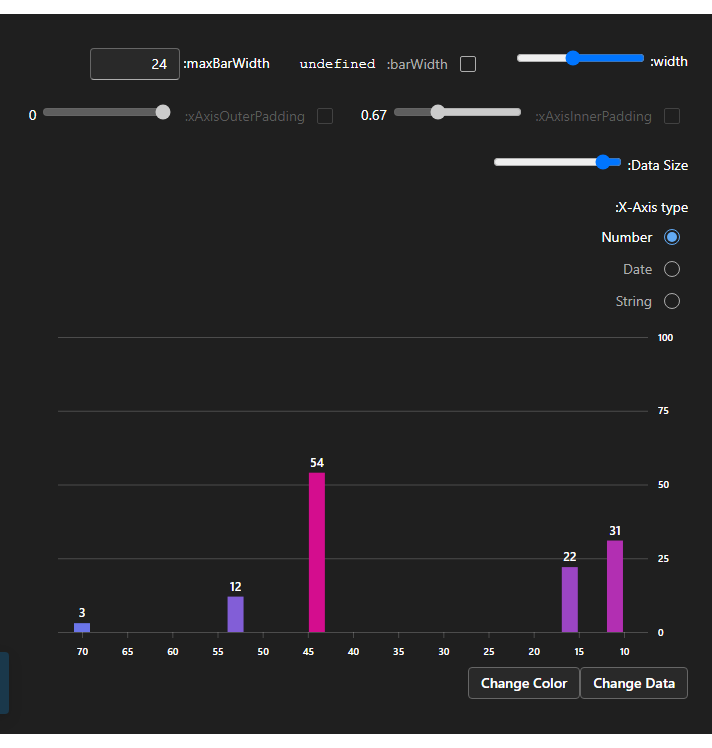 :width
undefined :barWidth
24 :maxBarWidth
0.67 :xAxisInnerPadding
0 :xAxisOuterPadding
:Data Size
:X-Axis type
Number
Date
String
100
75
50
25
0
3
12
54
22
31
70 65 60 55 50 45 40 35 30 25 20 15 10
Change Color Change Data